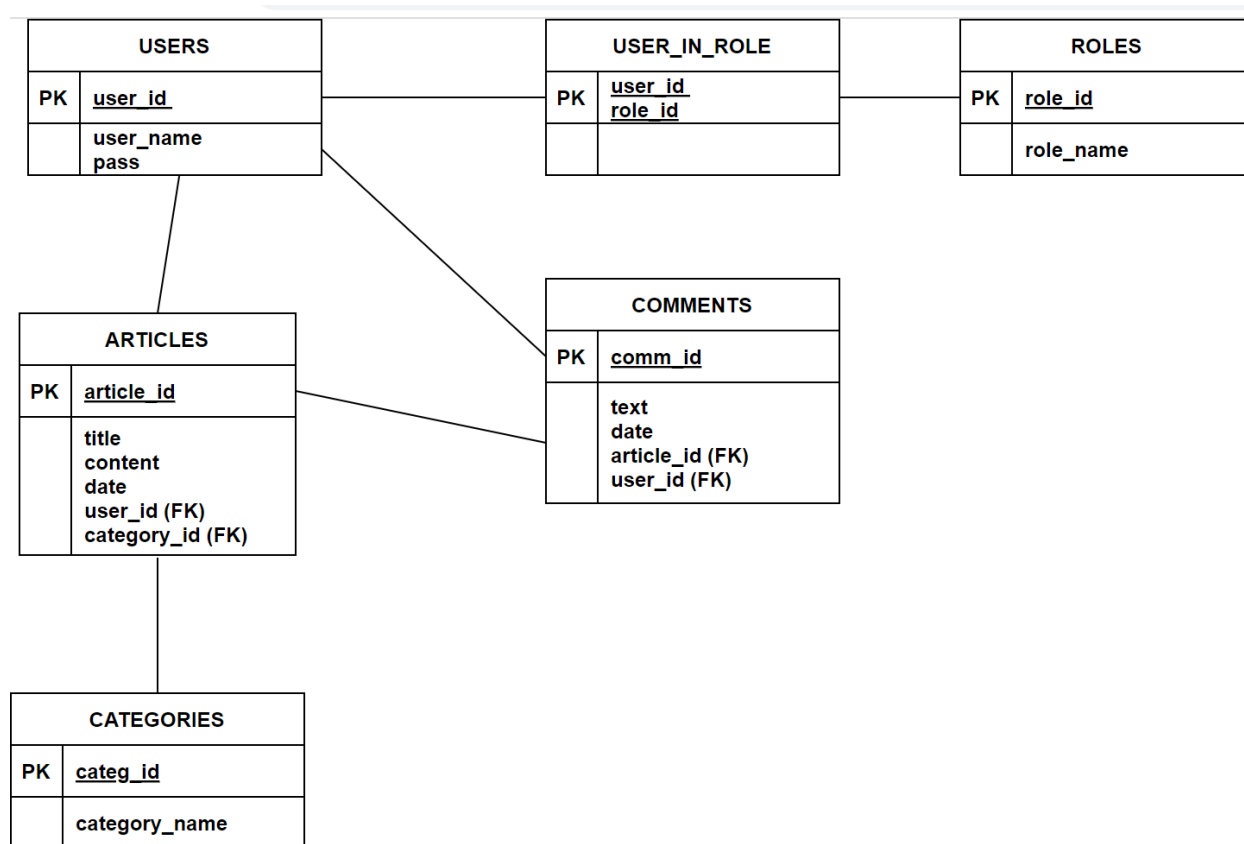 USERS
PK user_id
user_name
pass
USER_IN_ROLE
PK user_id
role_id
ROLES
PK role_id
role_name
ARTICLES
PK article_id
title
content
date
user_id (FK)
category_id (FK)
COMMENTS
PK comm_id
text
date
article_id (FK)
user_id (FK)
CATEGORIES
PK categ_id
category_name